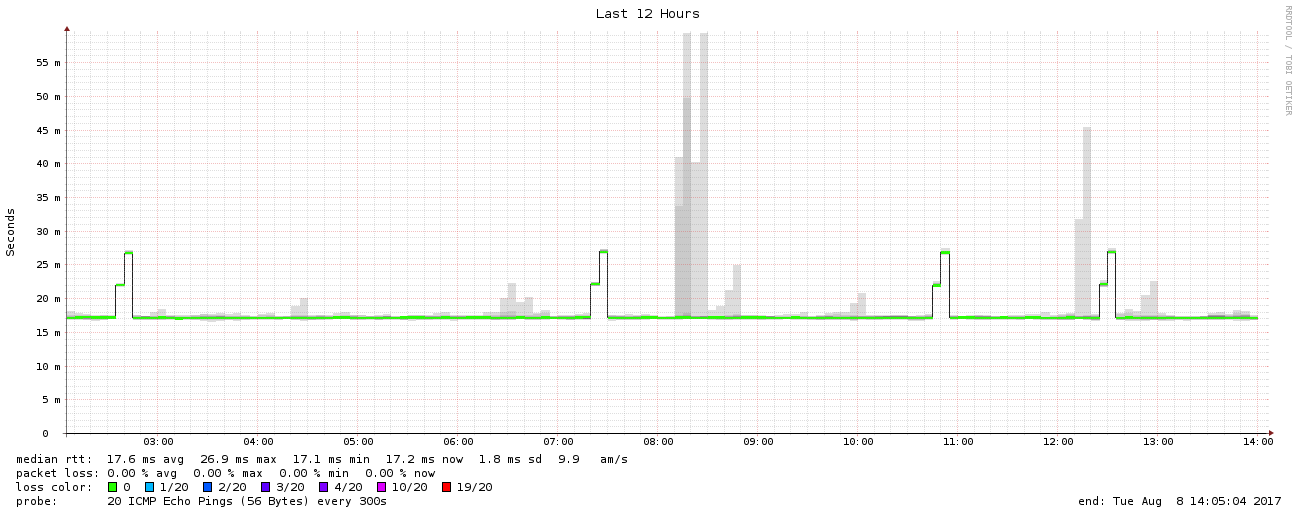 Last 12 Hours
RRDTOOL / TOBI OETIKER
Seconds
55 m
50 m
45 m
40 m
35 m
30 m
25 m
20 m
15 m
10 m
5 m
0
03:00 04:00 05:00 06:00 07:00 08:00 09:00 10:00 11:00 12:00 13:00 14:00
median rtt: 17.6 ms avg 26.9 ms max 17.1 ms min 17.2 ms now 1.8 ms sd 9.9 am/s
packet loss: 0.00 % avg 0.00 % max 0.00 % min 0.00 % now
loss color: 0 1/20 2/20 3/20 4/20 10/20 19/20
probe: 20 ICMP Echo Pings (56 Bytes) every 300s end: Tue Aug 8 14:05:04 2017